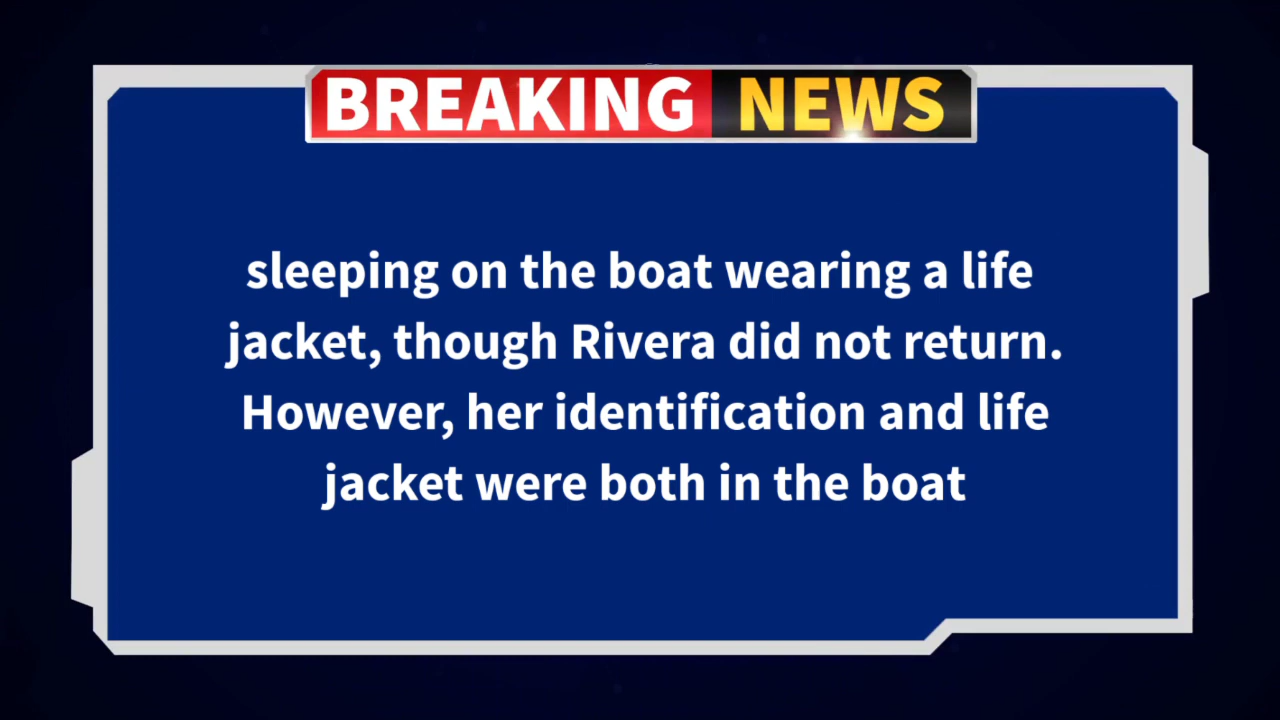 BREAKING NEWS
sleeping on the boat wearing a life
jacket, though Rivera did not return.
However, her identification and life
jacket were both in the boat